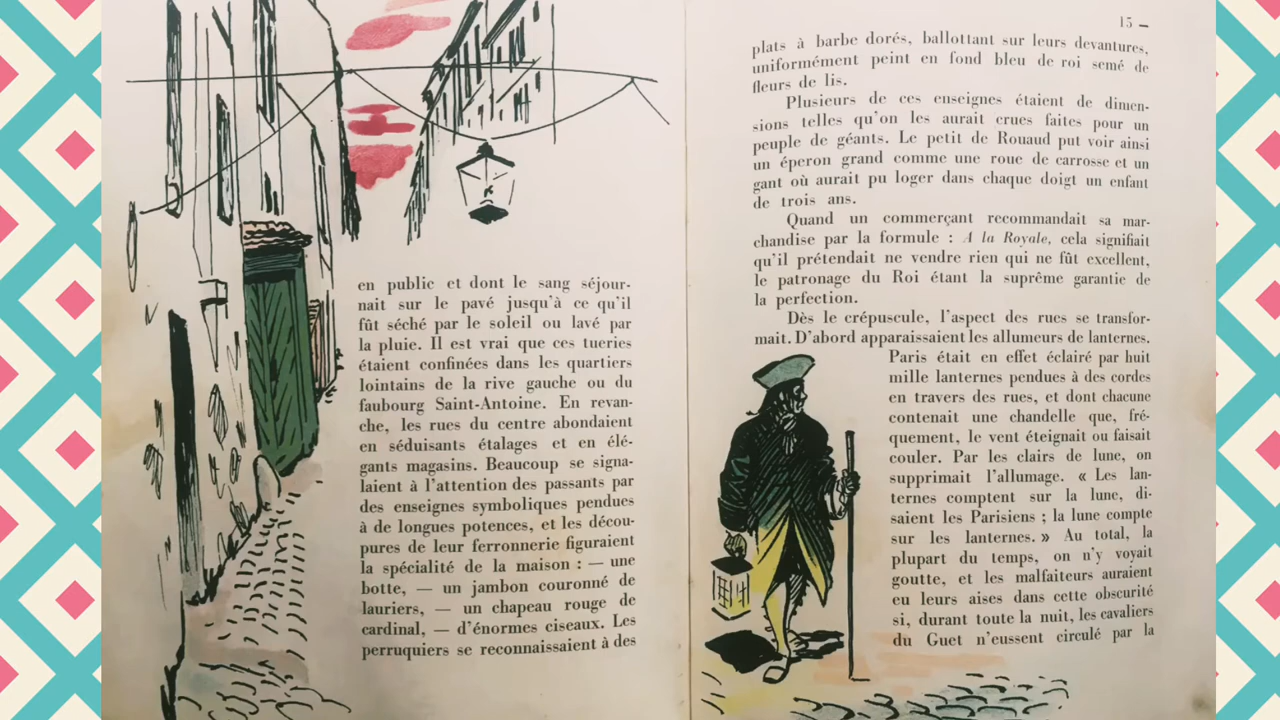 en public et dont le sang séjour-
nait sur le pavé jusqu'à ce qu'il
fût séché par le soleil ou lavé par
la pluie. Il est vrai que ces tueries
étaient confinées dans les quartiers
lointains de la rive gauche ou du
faubourg Saint-Antoine. En revan-
che, les rues du centre abondaient
en séduisants étalages et en élé-
gants magasins. Beaucoup se signa-
laient à l'attention des passants par
des enseignes symboliques pendues
à de longues potences, et les décou-
pures de leur ferronnerie figuraient
la spécialité de la maison : — une
botte, — un jambon couronné de
lauriers, — un chapeau rouge de
cardinal, — d'énormes ciseaux. Les
perruquiers se reconnaissaient à des
15 —
plats à barbe dorés, ballottant sur leurs devantures,
uniformément peint en fond bleu de roi semé de
fleurs de lis.
Plusieurs de ces enseignes étaient de dimen-
sions telles qu'on les aurait crues faites pour un
peuple de géants. Le petit de Rouaud put voir ainsi
un éperon grand comme une roue de carrosse et un
gant où aurait pu loger dans chaque doigt un enfant
de trois ans.
Quand un commerçant recommandait sa mar-
chandise par la formule : A la Royale, cela signifiait
qu'il prétendait ne vendre rien qui ne fût excellent,
le patronage du Roi étant la suprême garantie de
la perfection.
Dès le crépuscule, l'aspect des rues se transfor-
mait. D'abord apparaissaient les allumeurs de lanternes.
Paris était en effet éclairé par huit
mille lanternes pendues à des cordes
en travers des rues, et dont chacune
contenait une chandelle que, fré-
quement, le vent éteignait ou faisait
couler. Par les clairs de lune, on
supprimait l'allumage. « Les lan-
ternes comptent sur la lune, di-
saient les Parisiens ; la lune compte
sur les lanternes. » Au total, la
plupart du temps, on n'y voyait
goutte, et les malfaiteurs auraient
eu leurs aises dans cette obscurité
si, durant toute la nuit, les cavaliers
du Guet n'eussent circulé par la